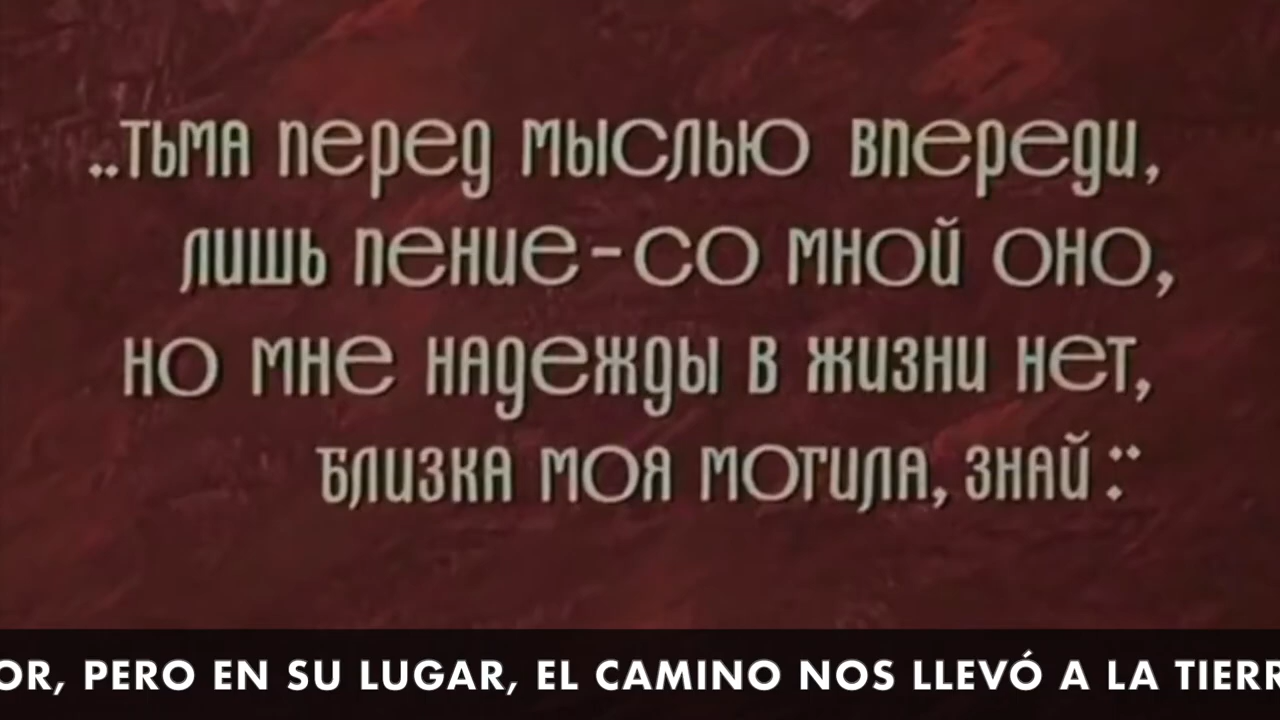 ..Тьма перед мыслью впереди,
лишь пение-со мной оно,
но мне надежды в жизни нет,
близка моя могила, знай:"
OR, PERO EN SU LUGAR, EL CAMINO NOS LLEVÓ A LA TIERR